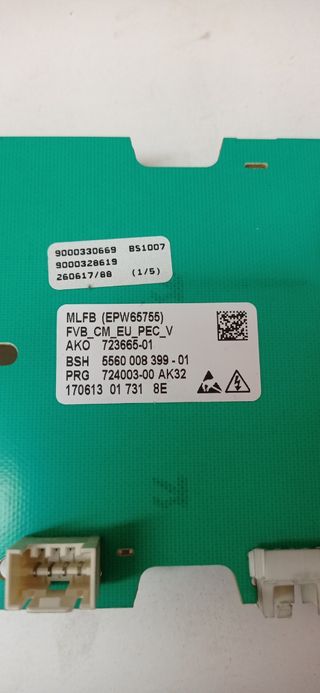 9000330669 BS1007
9000328619
260617/88 (1/5)
MLFB (EPW65755)
FVB_CM_EU_PEC_V
AKO 723665-01
BSH 5560 008 399 - 01
PRG 724003-00 AK32
170613 01 731 8E